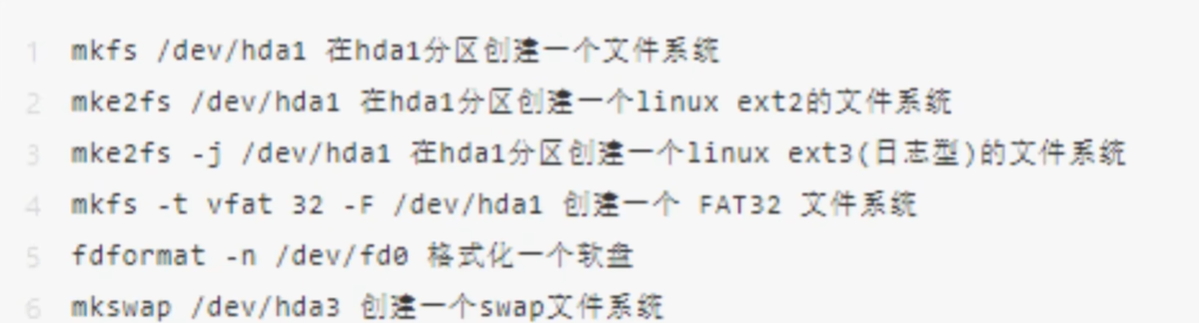 1 mkfs /dev/hda1 在hda1分区创建一个文件系统
2 mke2fs /dev/hda1 在hda1分区创建一个linux ext2的文件系统
3 mke2fs -j /dev/hda1 在hda1分区创建一个linux ext3(日志型)的文件系统
4 mkfs -t vfat 32 -F /dev/hda1 创建一个 FAT32 文件系统
5 fdformat -n /dev/fd0 格式化一个软盘
6 mkswap /dev/hda3 创建一个swap文件系统